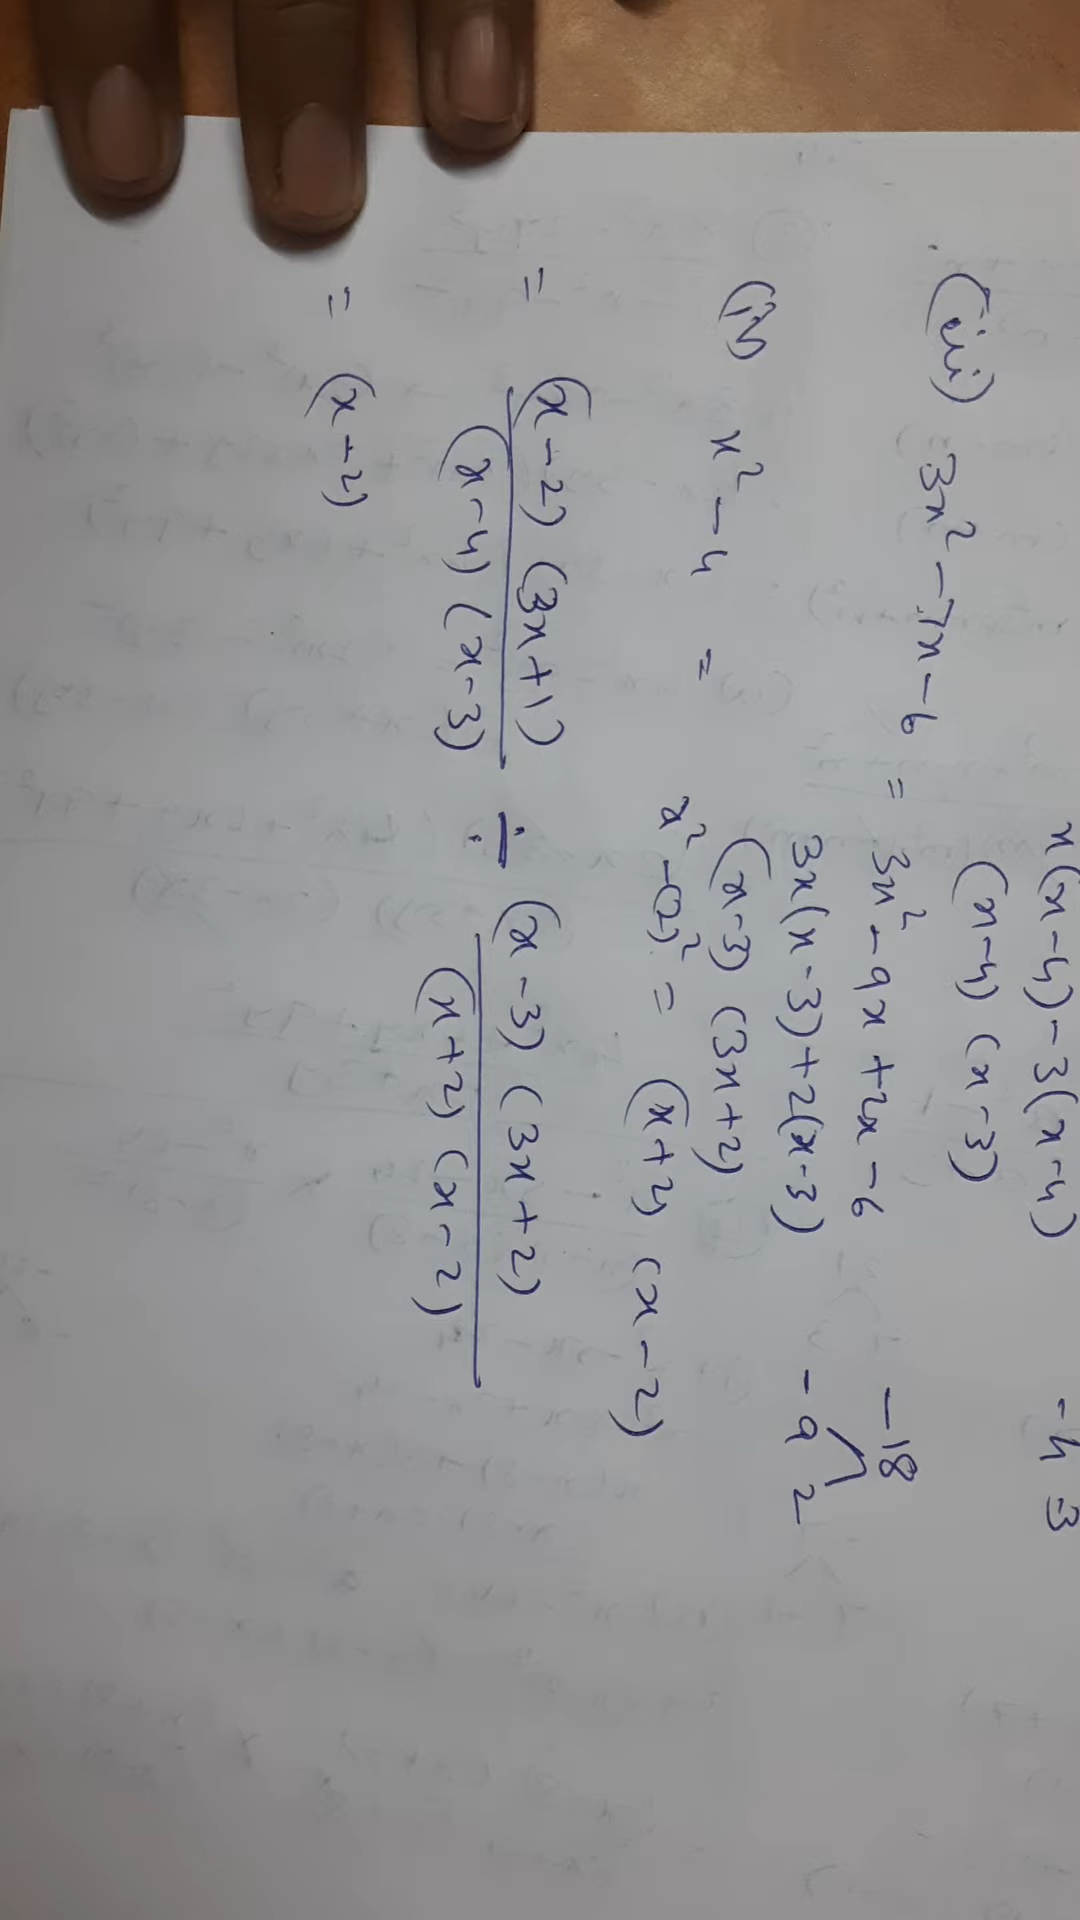 x(x-4)-3(x-4) -4 -3
(x-4) (x-3)
(iii) 3x² - 7x - 6 = 3x² - 9x + 2x - 6 -18
3x(x-3)+2(x-3) -9 2
(x-3) (3x+2)
(iv) x² - 4 = x² - (2)² = (x+2) (x-2)
= (x-2) (3x+1) / (x-4) (x-3) ÷ (x-3) (3x+2) / (x+2) (x-2)
= (x-2)